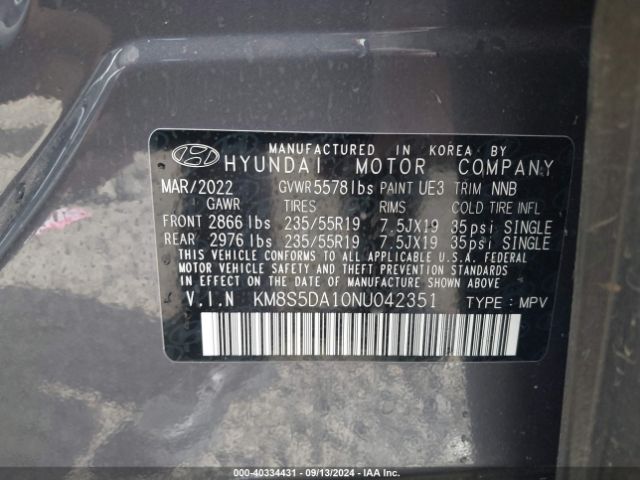 MANUFACTURED IN KOREA BY
HYUNDAI MOTOR COMPANY
MAR/2022 GVWR 5578 lbs PAINT UE3 TRIM NNB
GAWR TIRES RIMS COLD TIRE INFL
FRONT 2866 lbs 235/55R19 7.5JX19 35psi SINGLE
REAR 2976 lbs 235/55R19 7.5JX19 35psi SINGLE
THIS VEHICLE CONFORMS TO ALL APPLICABLE U.S.A. FEDERAL
MOTOR VEHICLE SAFETY STANDARDS IN EFFECT ON THE DATE OF
MANUFACTURE SHOWN ABOVE.
V.I.N KM8S5DA10NU042351 TYPE : MPV
000-40334431 - 09/13/2024 - IAA, Inc.